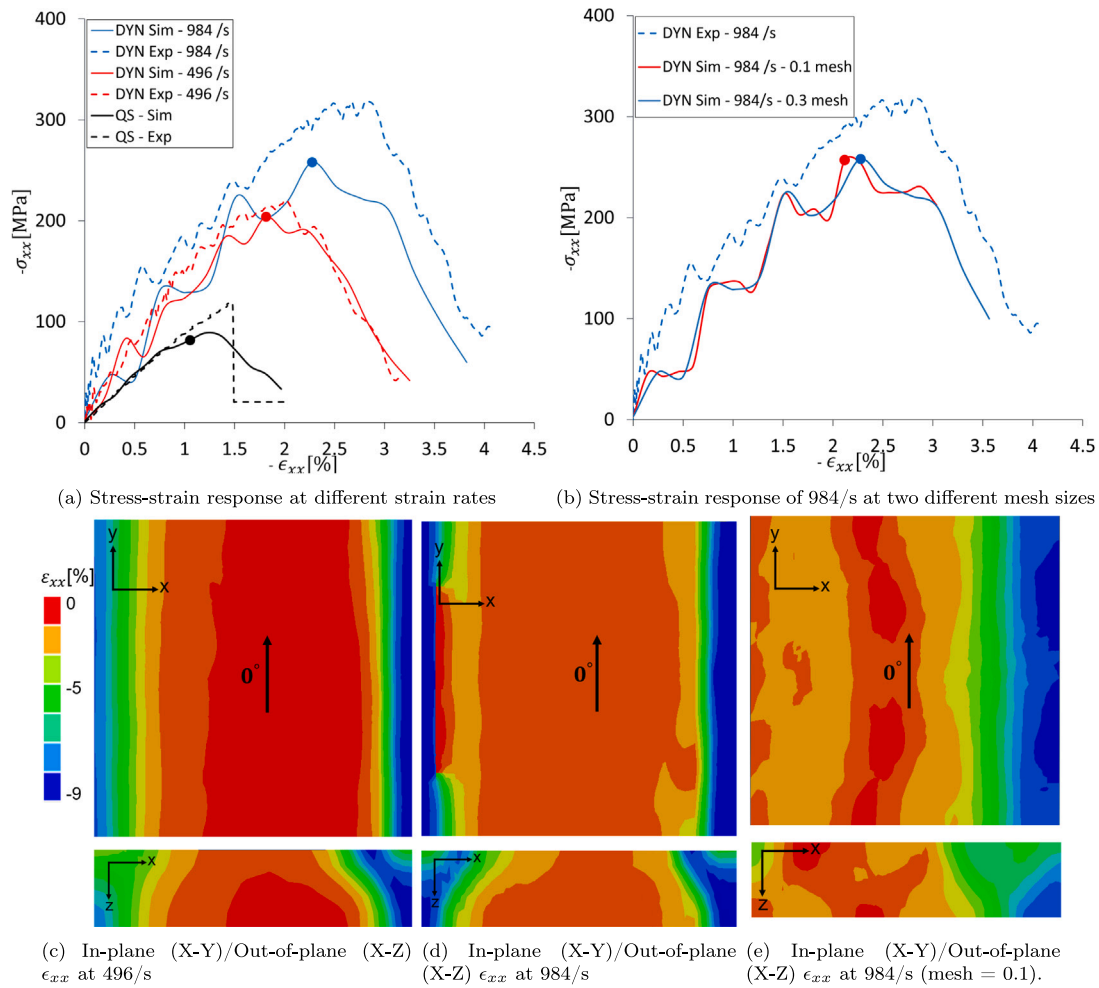 400
300
200
100
0
-σxx[MPa]
DYN Sim - 984 /s
DYN Exp - 984 /s
DYN Sim - 496 /s
DYN Exp - 496 /s
QS - Sim
QS - Exp
0 0.5 1 1.5 2 2.5 3 3.5 4 4.5
- ϵxx[%]
(a) Stress-strain response at different strain rates
400
300
200
100
0
-σxx[MPa]
DYN Exp - 984 /s
DYN Sim - 984 /s - 0.1 mesh
DYN Sim - 984/s - 0.3 mesh
0 0.5 1 1.5 2 2.5 3 3.5 4 4.5
- ϵxx[%]
(b) Stress-strain response of 984/s at two different mesh sizes
εxx[%]
0
-5
-9
y
x
0°
x
z
(c) In-plane (X-Y)/Out-of-plane (X-Z)
ϵxx at 496/s
y
x
0°
x
z
(d) In-plane (X-Y)/Out-of-plane
(X-Z) ϵxx at 984/s
y
x
0°
x
z
(e) In-plane (X-Y)/Out-of-plane
(X-Z) ϵxx at 984/s (mesh = 0.1).